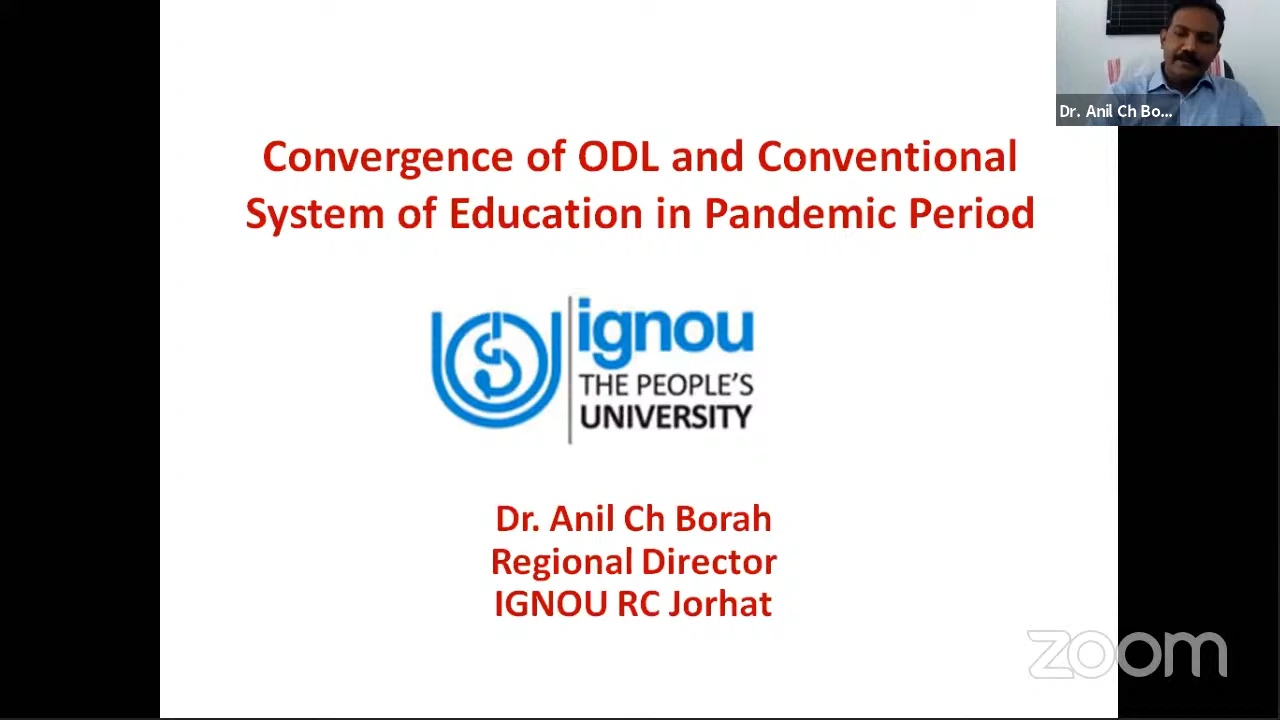 Dr. Anil Ch Bo...
Convergence of ODL and Conventional
System of Education in Pandemic Period
ignou
THE PEOPLE'S
UNIVERSITY
Dr. Anil Ch Borah
Regional Director
IGNOU RC Jorhat
zoom